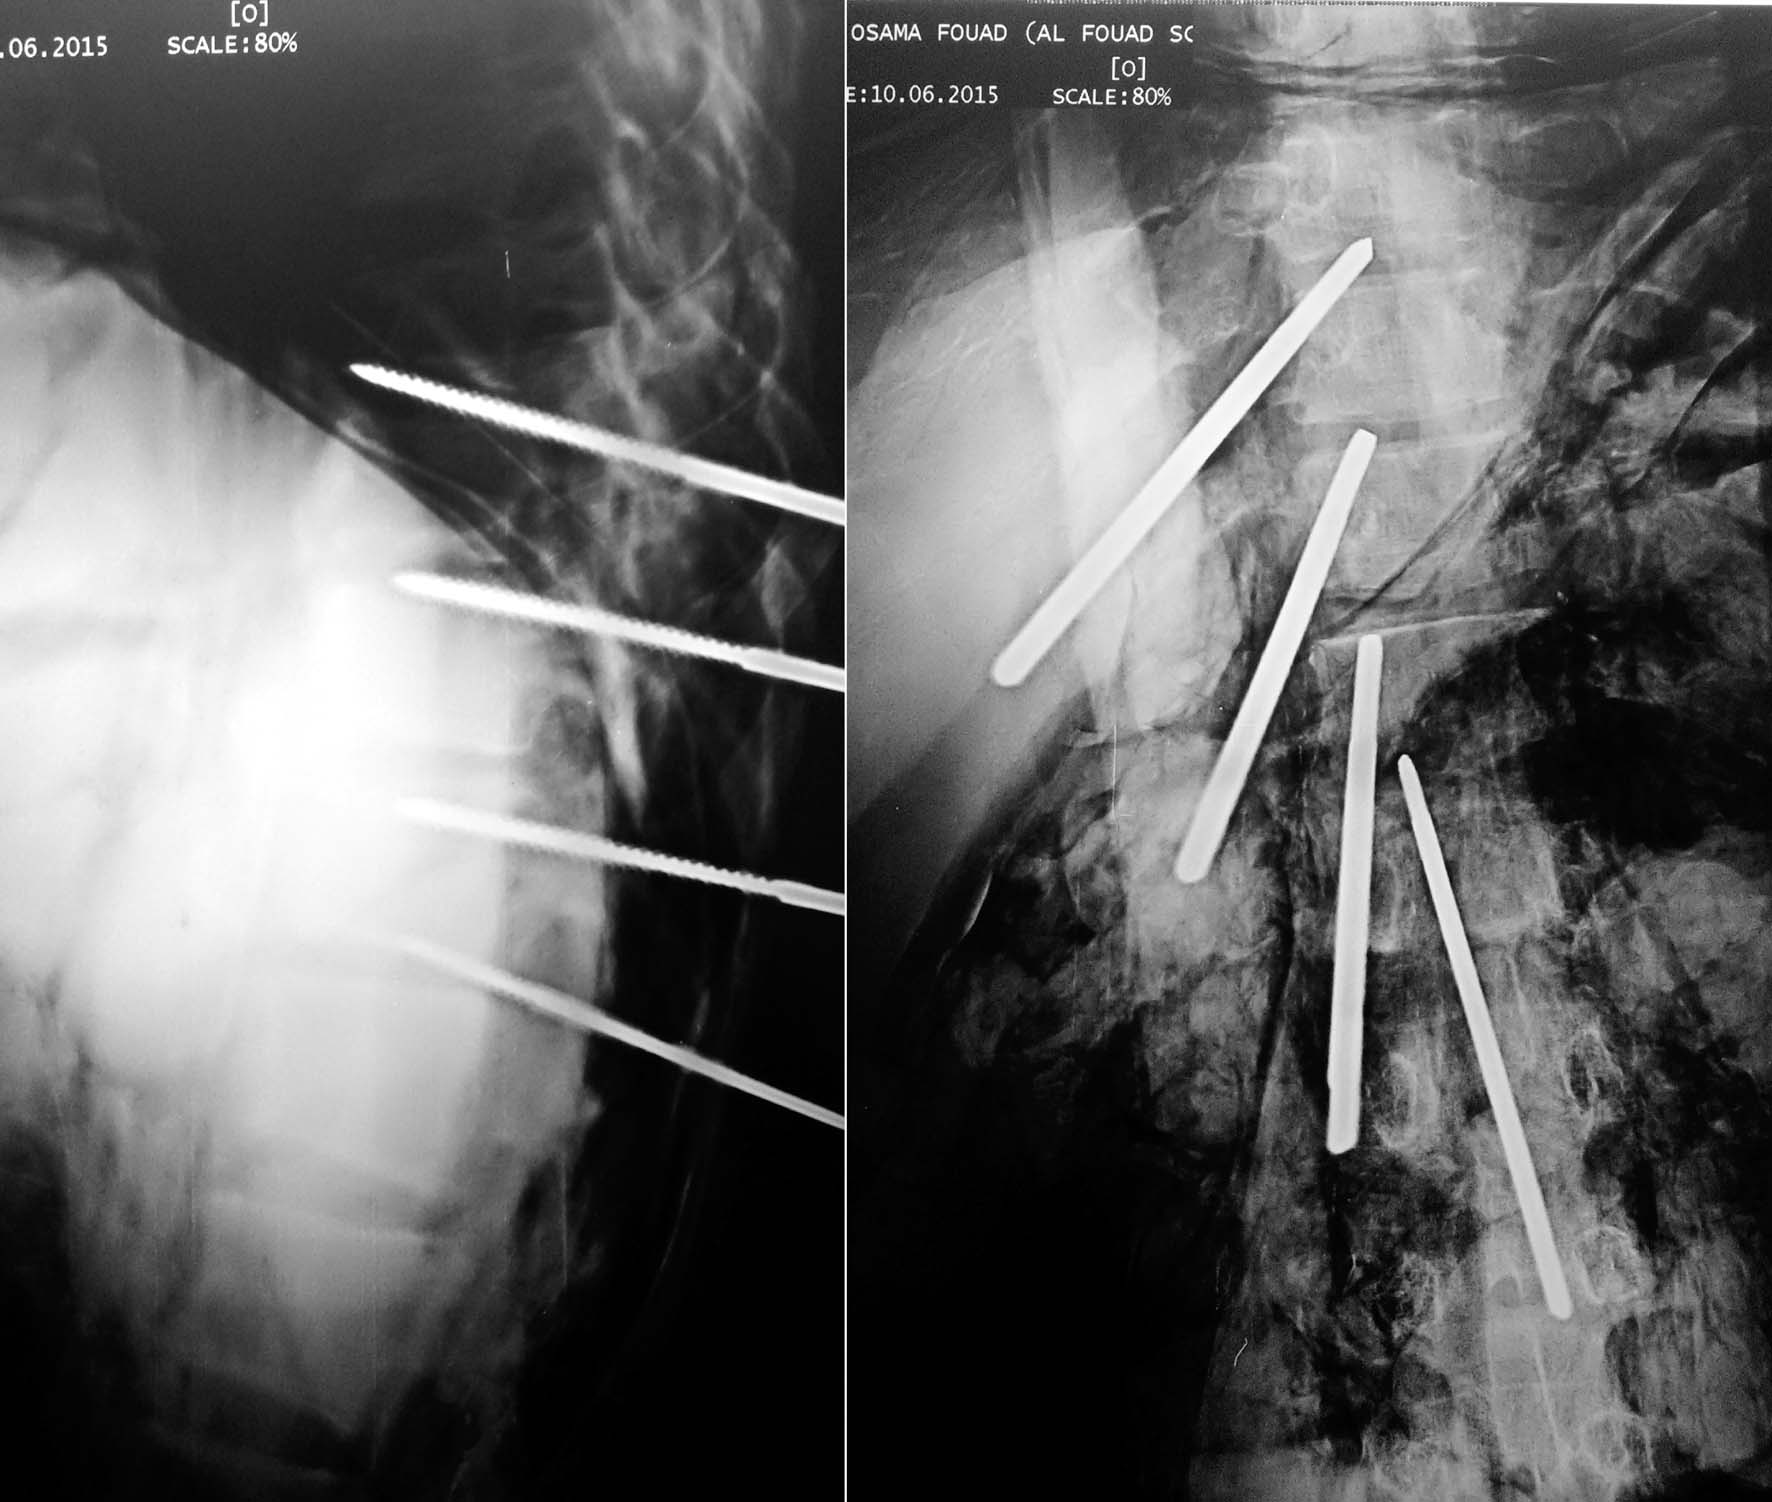 [O]
.06.2015 SCALE:80%
OSAMA FOUAD (AL FOUAD SC
[O]
E:10.06.2015 SCALE:80%